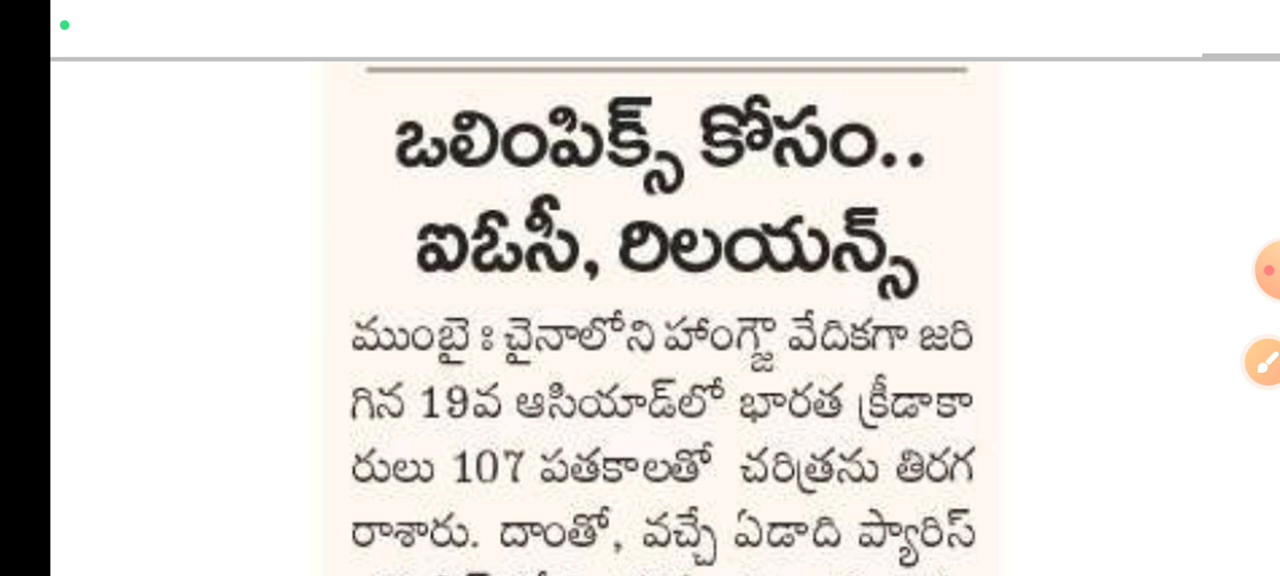 ఒలింపిక్స్ కోసం..
ఐఓసీ, రిలయన్స్
ముంబై : చైనాలోని హాంగ్జౌ వేదికగా జరి
గిన 19వ ఆసియాడ్‌లో భారత క్రీడాకా
రులు 107 పతకాలతో చరిత్రను తిరగ
రాశారు. దాంతో, వచ్చే ఏడాది ప్యారిస్